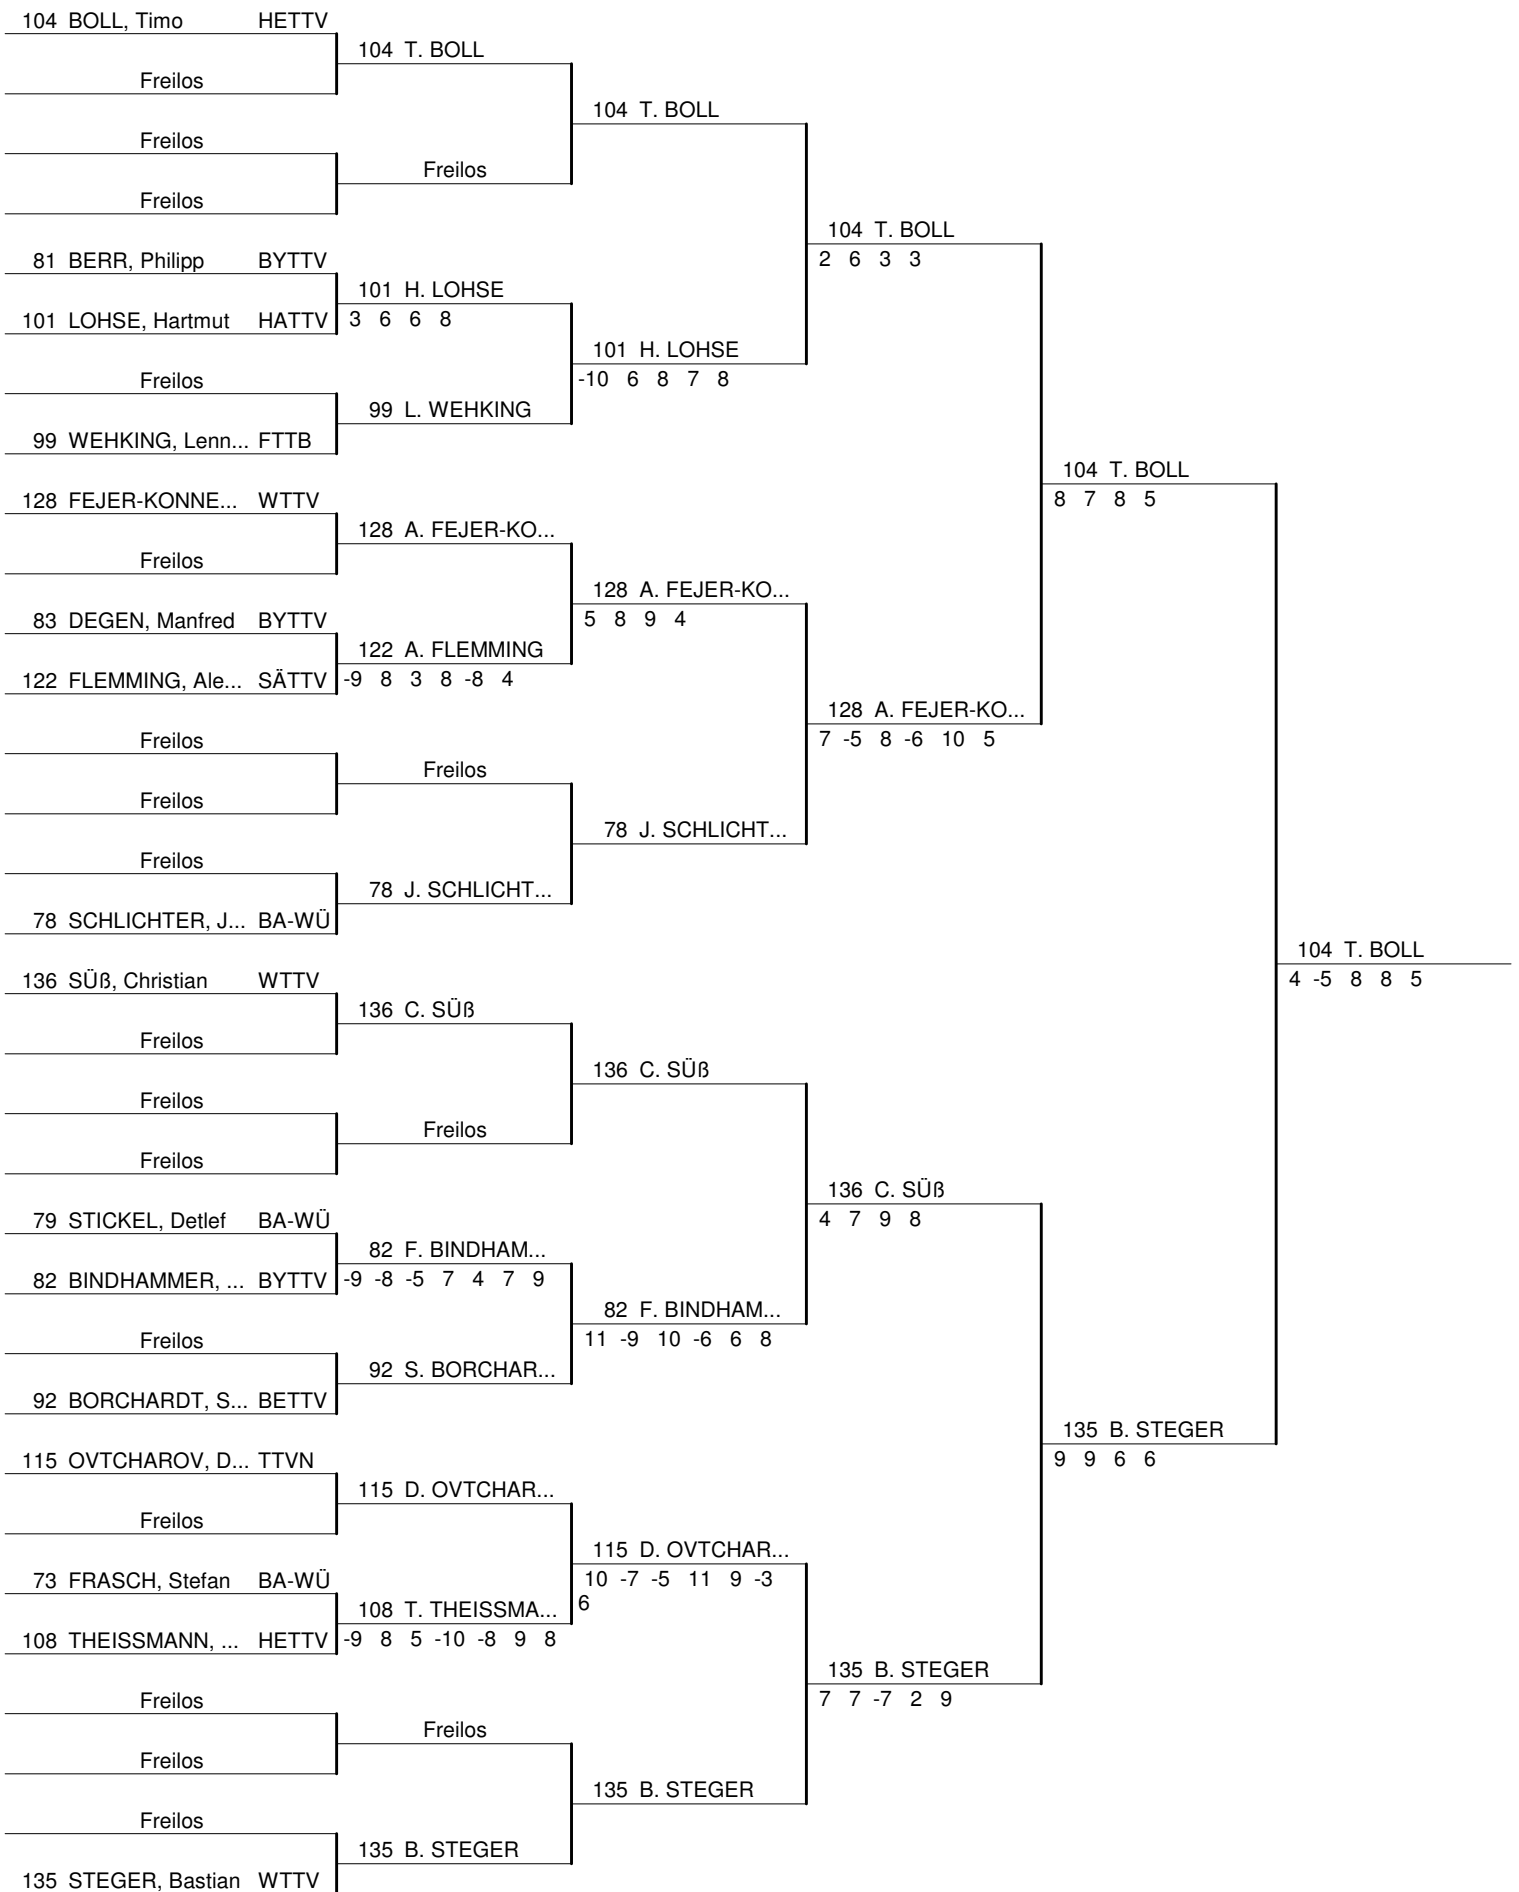 104 BOLL, Timo HETTV
Freilos
Freilos
Freilos
81 BERR, Philipp BYTTV
101 LOHSE, Hartmut HATTV
Freilos
99 WEHKING, Lenn... FTTB
128 FEJER-KONNE... WTTV
Freilos
83 DEGEN, Manfred BYTTV
122 FLEMMING, Ale... SÄTTV
Freilos
Freilos
Freilos
78 SCHLICHTER, J... BA-WÜ
136 SÜß, Christian WTTV
Freilos
Freilos
Freilos
79 STICKEL, Detlef BA-WÜ
82 BINDHAMMER, ... BYTTV
Freilos
92 BORCHARDT, S... BETTV
115 OVTCHAROV, D... TTVN
Freilos
73 FRASCH, Stefan BA-WÜ
108 THEISSMANN, ... HETTV
Freilos
Freilos
Freilos
135 STEGER, Bastian WTTV
104 T. BOLL
Freilos
101 H. LOHSE
3 6 6 8
99 L. WEHKING
128 A. FEJER-KO...
122 A. FLEMMING
-9 8 3 8 -8 4
Freilos
78 J. SCHLICHT...
136 C. SÜß
Freilos
82 F. BINDHAM...
-9 -8 -5 7 4 7 9
92 S. BORCHAR...
115 D. OVTCHAR...
108 T. THEISSMA...
-9 8 5 -10 -8 9 8
Freilos
135 B. STEGER
104 T. BOLL
101 H. LOHSE
-10 6 8 7 8
128 A. FEJER-KO...
5 8 9 4
78 J. SCHLICHT...
136 C. SÜß
82 F. BINDHAM...
11 -9 10 -6 6 8
115 D. OVTCHAR...
10 -7 -5 11 9 -3
6
135 B. STEGER
104 T. BOLL
2 6 3 3
128 A. FEJER-KO...
7 -5 8 -6 10 5
136 C. SÜß
4 7 9 8
135 B. STEGER
7 7 -7 2 9
104 T. BOLL
8 7 8 5
135 B. STEGER
9 9 6 6
104 T. BOLL
4 -5 8 8 5